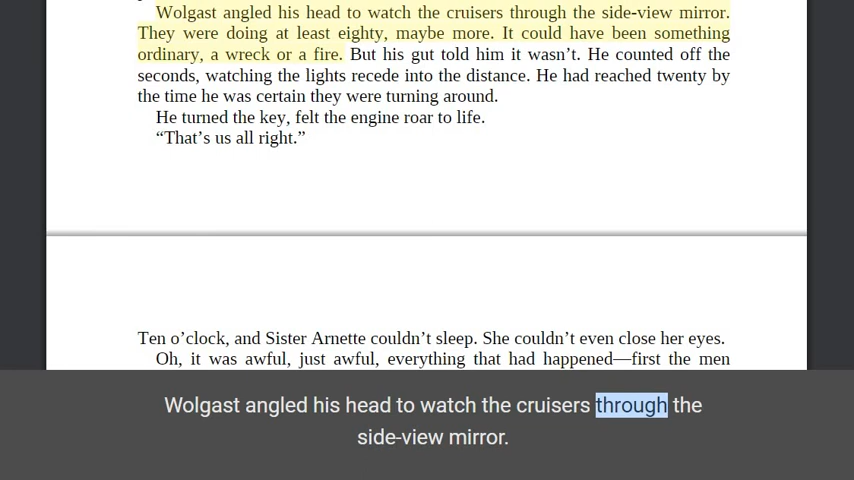 Wolgast angled his head to watch the cruisers through the side-view mirror.
They were doing at least eighty, maybe more. It could have been something
ordinary, a wreck or a fire. But his gut told him it wasn’t. He counted off the
seconds, watching the lights recede into the distance. He had reached twenty by
the time he was certain they were turning around.
He turned the key, felt the engine roar to life.
“That’s us all right.”
Ten o’clock, and Sister Arnette couldn’t sleep. She couldn’t even close her eyes.
Oh, it was awful, just awful, everything that had happened—first the men
Wolgast angled his head to watch the cruisers through the
side-view mirror.